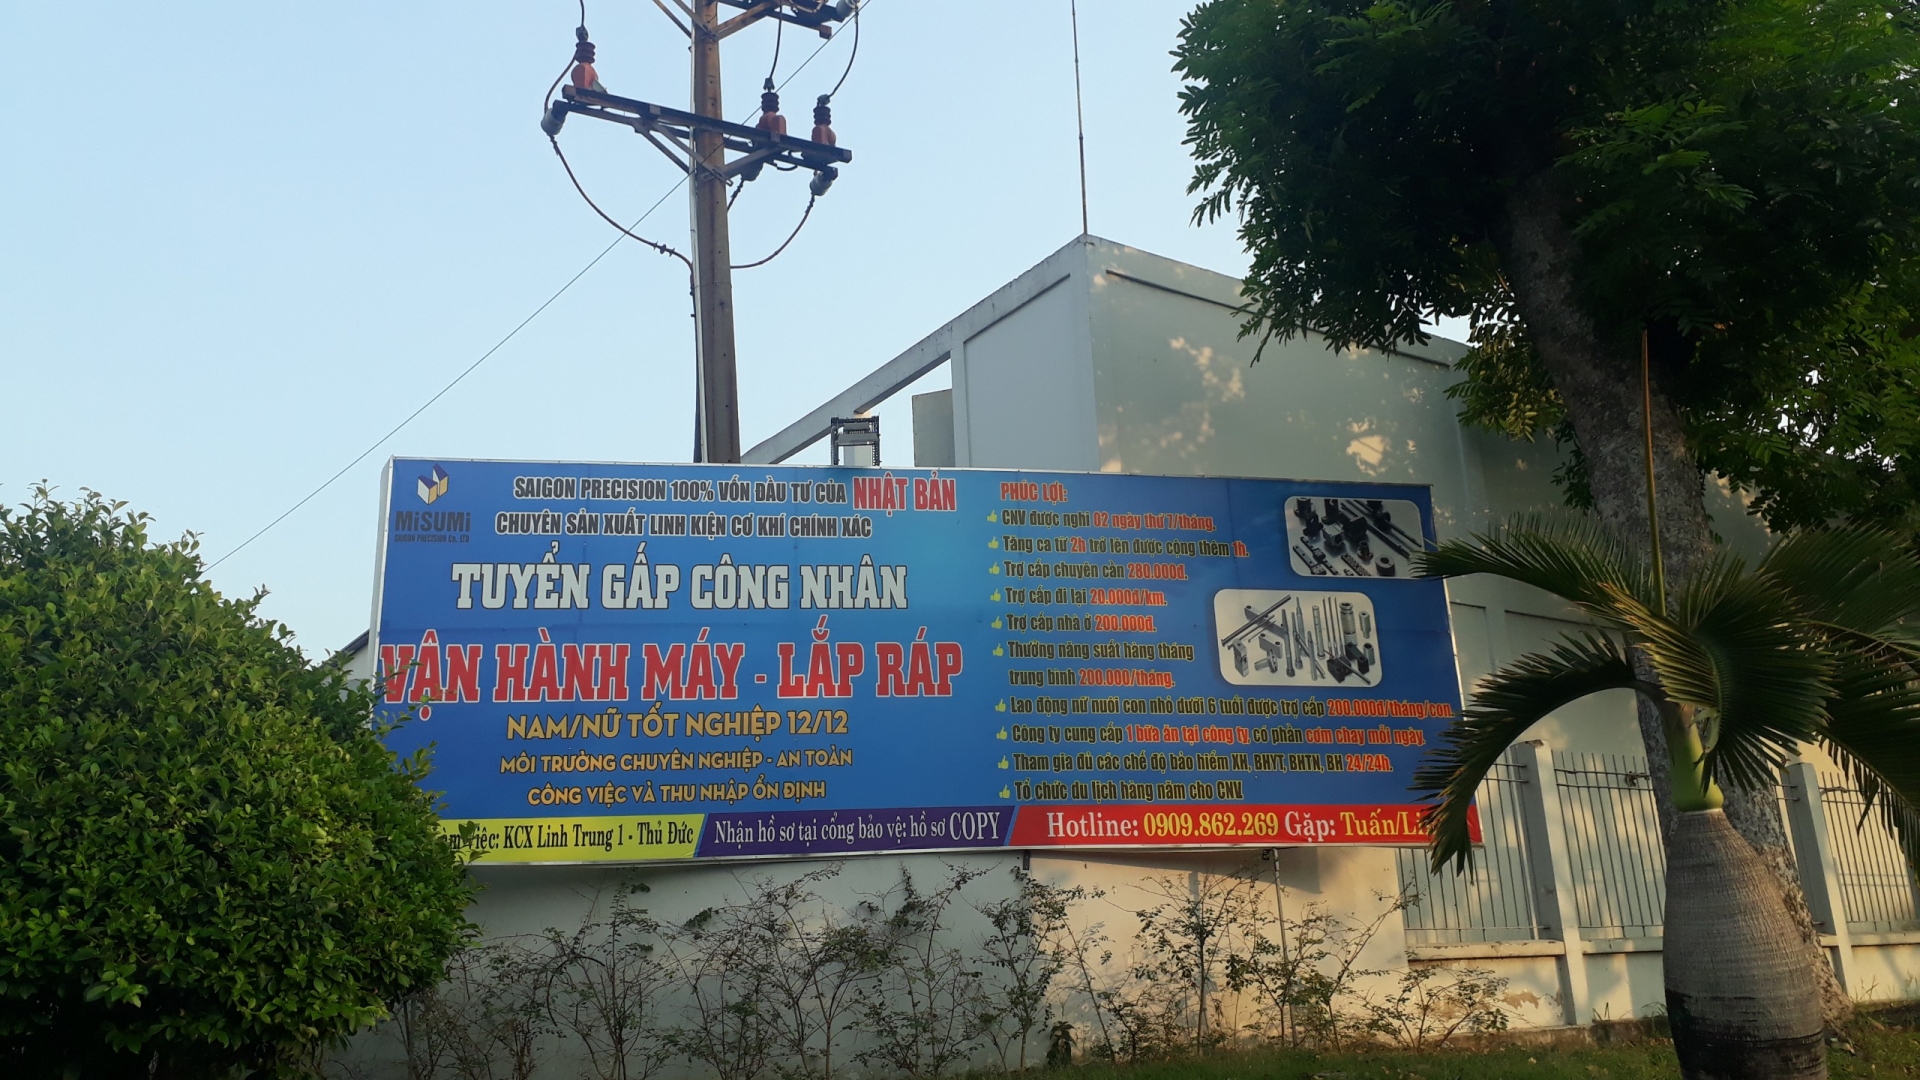 MiSUMi
SAIGON PRECISION Co., LTD
SAIGON PRECISION 100% VỐN ĐẦU TƯ CỦA NHẬT BẢN
CHUYÊN SẢN XUẤT LINH KIỆN CƠ KHÍ CHÍNH XÁC
TUYỂN GẤP CÔNG NHÂN
VẬN HÀNH MÁY - LẮP RÁP
NAM/NỮ TỐT NGHIỆP 12/12
MÔI TRƯỜNG CHUYÊN NGHIỆP - AN TOÀN
CÔNG VIỆC VÀ THU NHẬP ỔN ĐỊNH
PHÚC LỢI:
CNV được nghỉ 02 ngày thứ 7/tháng.
Tăng ca từ 2h trở lên được cộng thêm 1h.
Trợ cấp chuyên cần 280.000đ.
Trợ cấp đi lại 20.000đ/km.
Trợ cấp nhà ở 200.000đ.
Thưởng năng suất hàng tháng
trung bình 200.000/tháng.
Lao động nữ nuôi con nhỏ dưới 6 tuổi được trợ cấp 200.000đ/tháng/con.
Công ty cung cấp 1 bữa ăn tại công ty, có phần cơm chay mỗi ngày.
Tham gia đủ các chế độ bảo hiểm XH, BHYT, BHTN, BH 24/24h.
Tổ chức du lịch hàng năm cho CNV.
việc: KCX Linh Trung 1 - Thủ Đức
Nhận hồ sơ tại cổng bảo vệ: hồ sơ COPY
Hotline: 0909.862.269 Gặp: Tuấn/